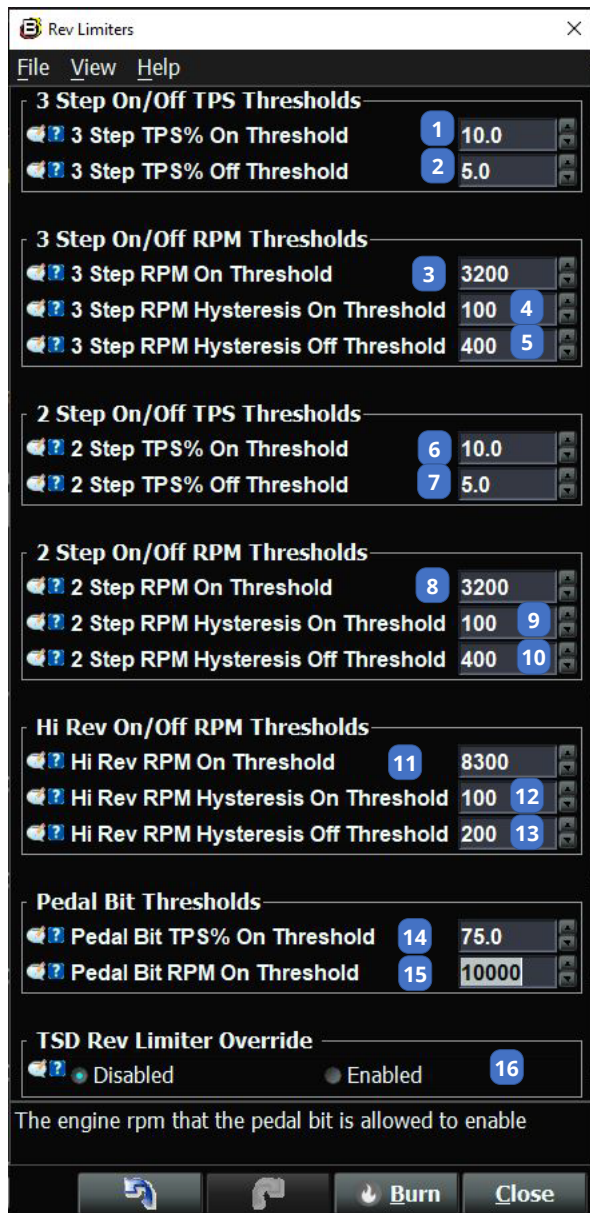 Rev Limiters
File View Help
3 Step On/Off TPS Thresholds
3 Step TPS% On Threshold 1 10.0
3 Step TPS% Off Threshold 2 5.0
3 Step On/Off RPM Thresholds
3 Step RPM On Threshold 3 3200
3 Step RPM Hysteresis On Threshold 100 4
3 Step RPM Hysteresis Off Threshold 400 5
2 Step On/Off TPS Thresholds
2 Step TPS% On Threshold 6 10.0
2 Step TPS% Off Threshold 7 5.0
2 Step On/Off RPM Thresholds
2 Step RPM On Threshold 8 3200
2 Step RPM Hysteresis On Threshold 100 9
2 Step RPM Hysteresis Off Threshold 400 10
Hi Rev On/Off RPM Thresholds
Hi Rev RPM On Threshold 11 8300
Hi Rev RPM Hysteresis On Threshold 100 12
Hi Rev RPM Hysteresis Off Threshold 200 13
Pedal Bit Thresholds
Pedal Bit TPS% On Threshold 14 75.0
Pedal Bit RPM On Threshold 15 10000
TSD Rev Limiter Override
Disabled Enabled 16
The engine rpm that the pedal bit is allowed to enable
Burn Close